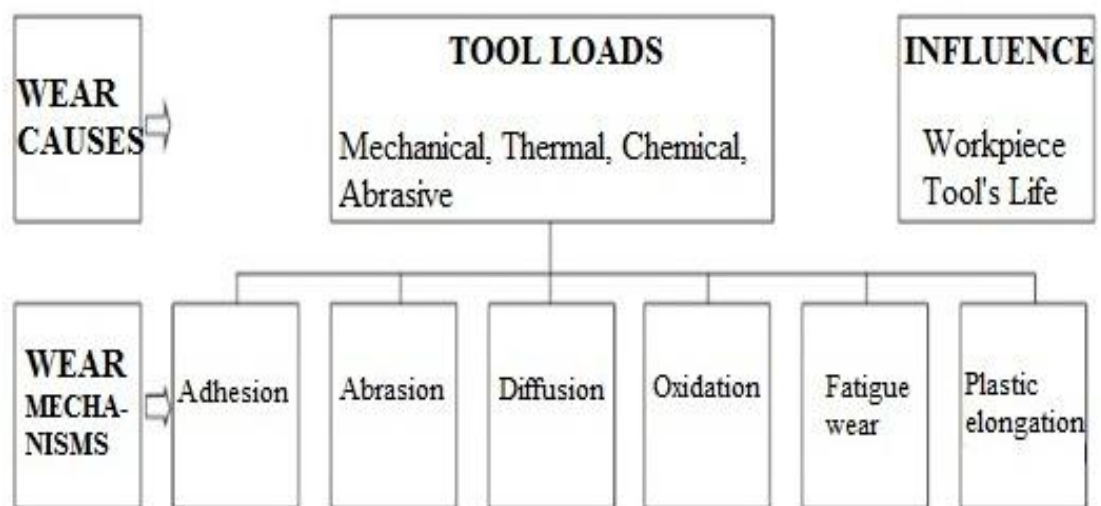 WEAR
CAUSES
TOOL LOADS
Mechanical, Thermal, Chemical,
Abrasive
INFLUENCE
Workpiece
Tool's Life
WEAR
MECHA-
NISMS
Adhesion
Abrasion
Diffusion
Oxidation
Fatigue
wear
Plastic
elongation